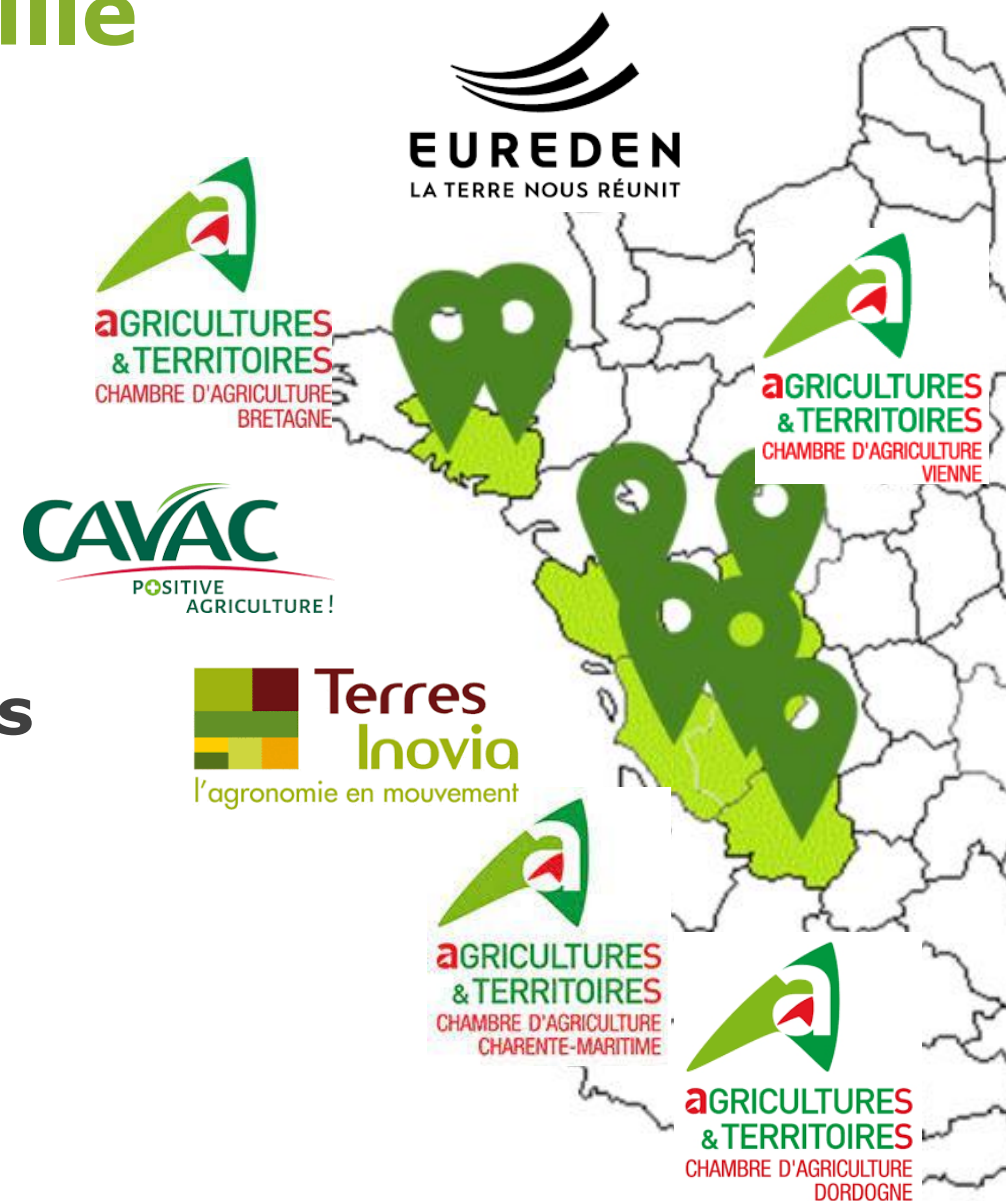 ille
EUREDEN
LA TERRE NOUS RÉUNIT
aGRICULTURES
& TERRITOIRES
CHAMBRE D'AGRICULTURE
BRETAGNE
aGRICULTURES
& TERRITOIRES
CHAMBRE D'AGRICULTURE
VIENNE
CAVAC
POSITIVE
AGRICULTURE !
s
Terres
Inovia
l'agronomie en mouvement
aGRICULTURES
& TERRITOIRES
CHAMBRE D'AGRICULTURE
CHARENTE-MARITIME
aGRICULTURES
& TERRITOIRES
CHAMBRE D'AGRICULTURE
DORDOGNE